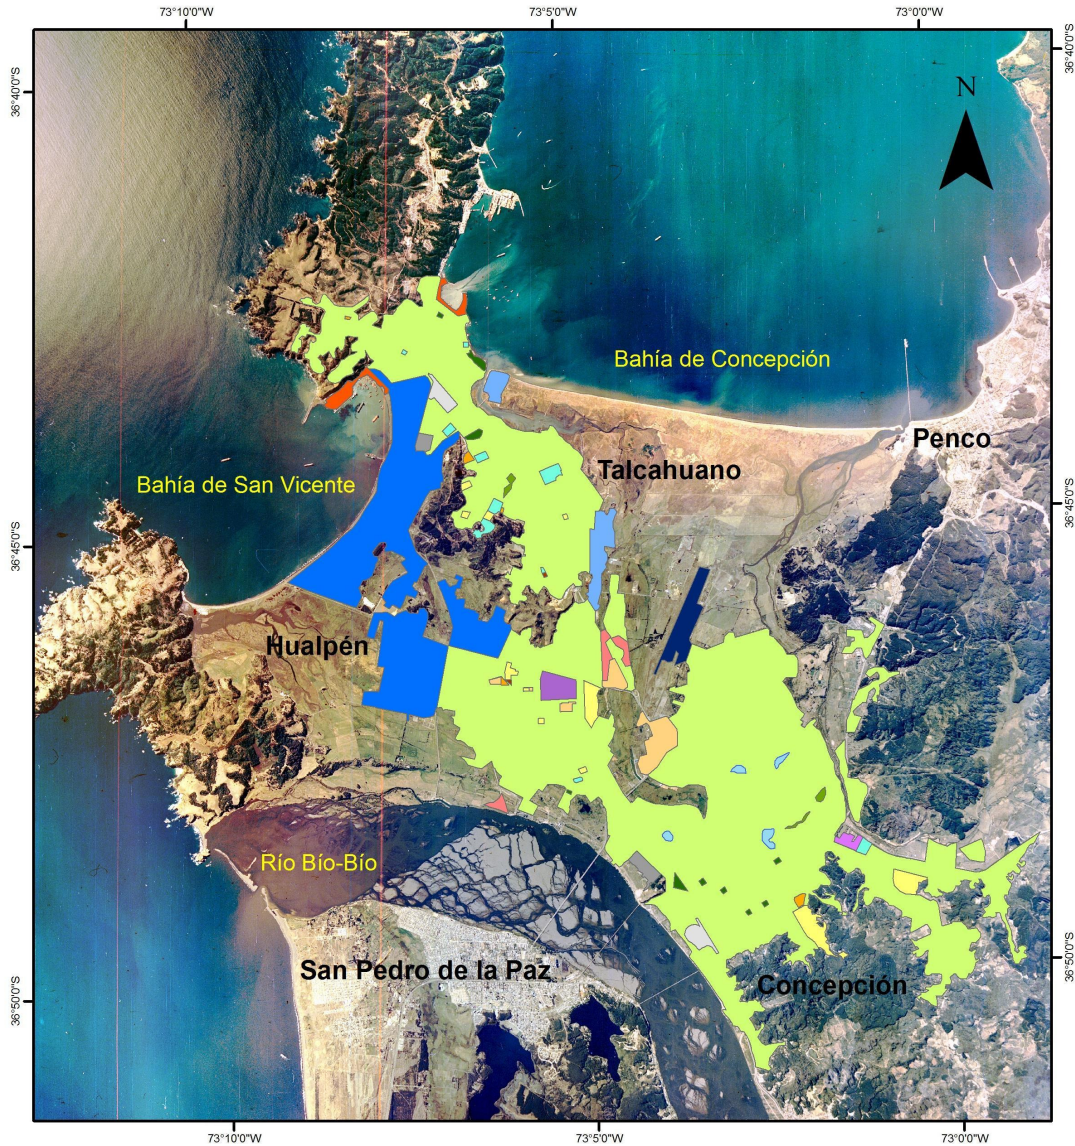 73°10'0"W
73°5'0"W
73°0'0"W
36°40'0"S
36°40'0"S
N
Bahía de Concepción
Penco
Talcahuano
Bahía de San Vicente
36°45'0"S
36°45'0"S
Hualpén
Río Bío-Bío
San Pedro de la Paz
Concepción
36°50'0"S
36°50'0"S
73°10'0"W
73°5'0"W
73°0'0"W